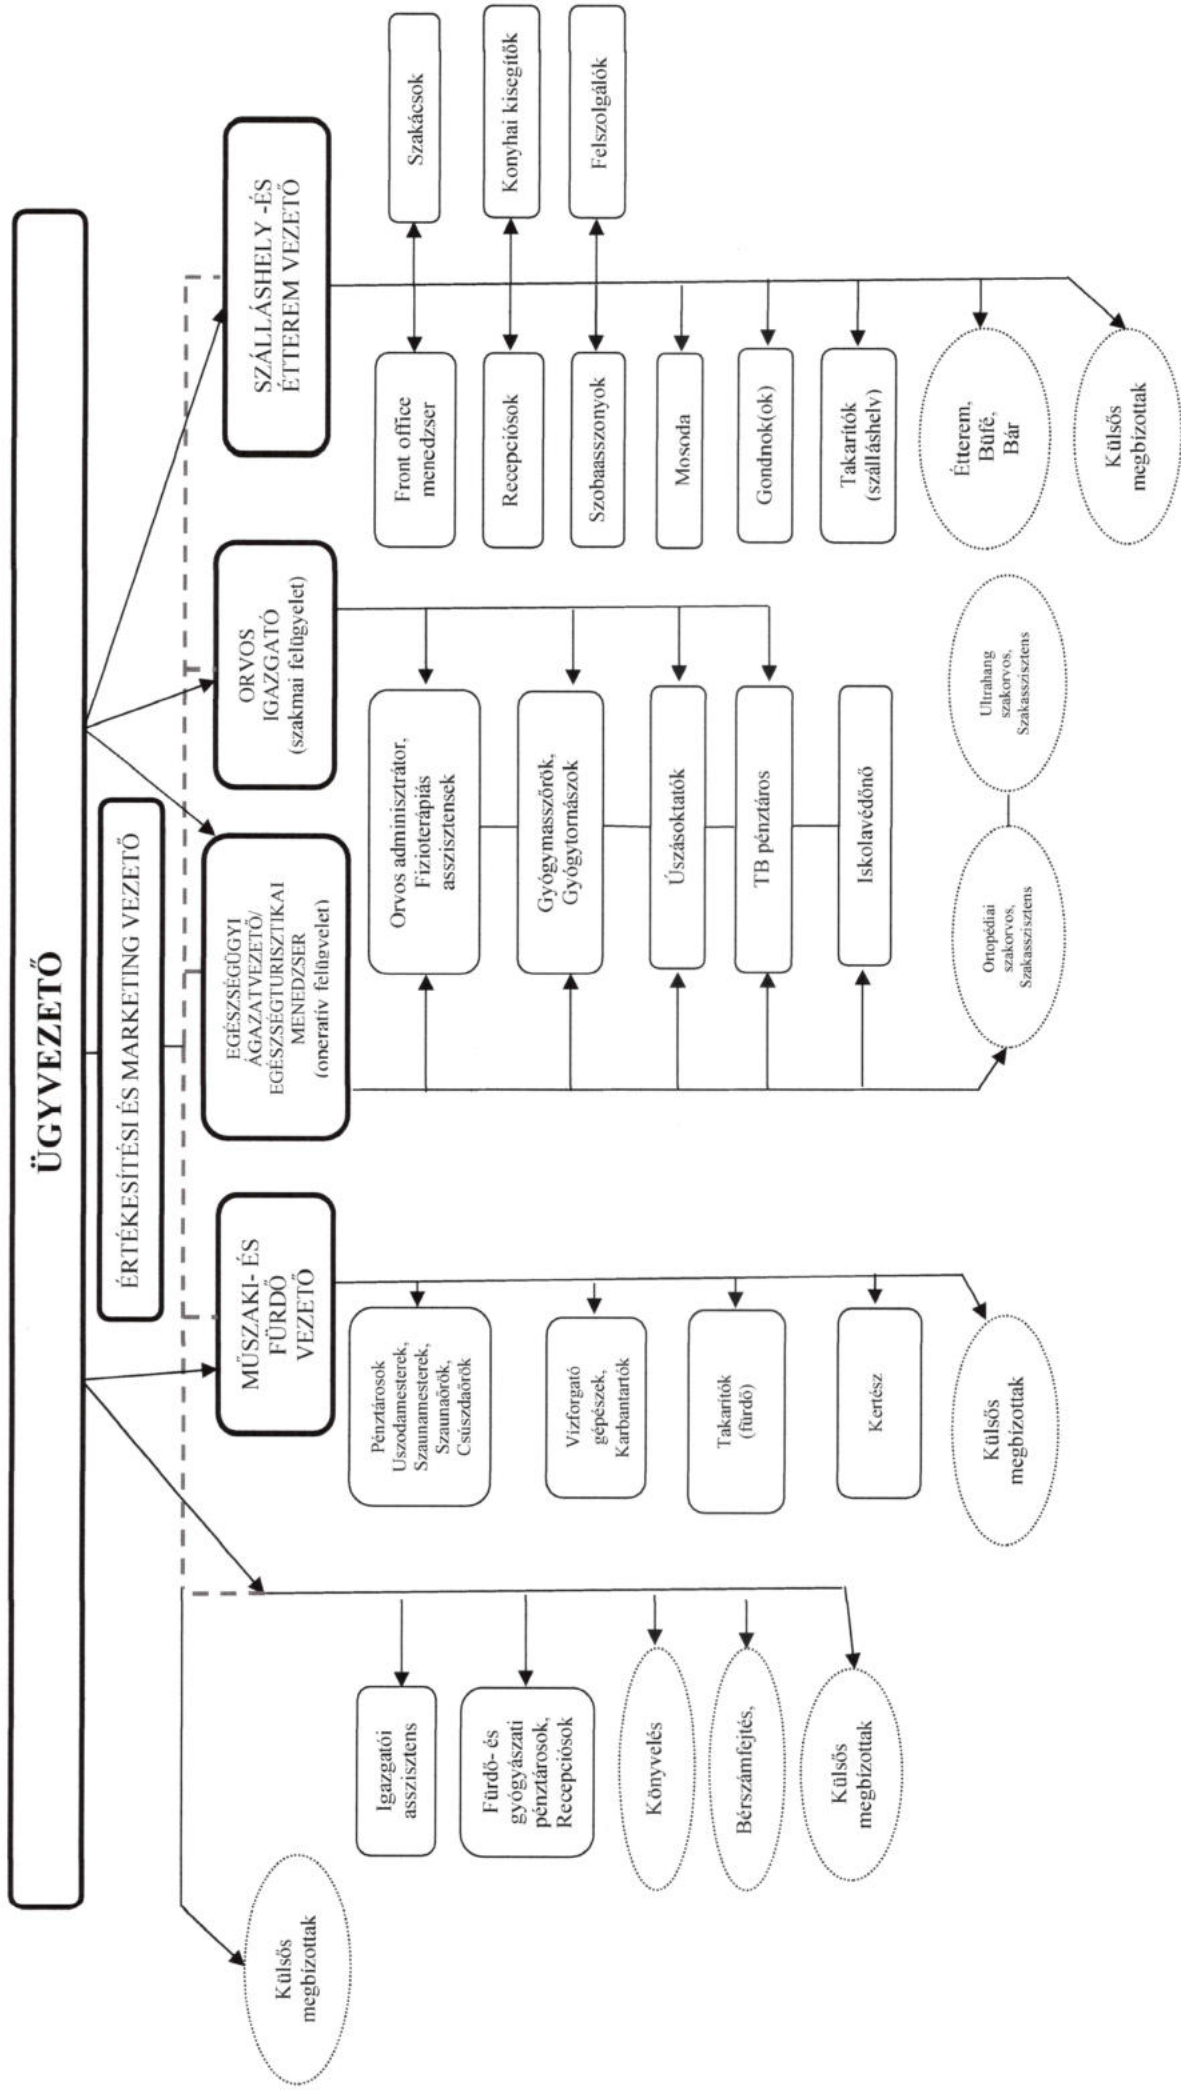 ÜGYVEZETŐ
ÉRTÉKESÍTÉSI ÉS MARKETING VEZETŐ
Külsős
megbízottak
Igazgatói
asszisztens
Fürdő- és
gyógyászati
pénztárosok,
Recepciósok
Könyvelés
Bérszámfejtés,
Külsős
megbízottak
MŰSZAKI- ÉS
FÜRDŐ
VEZETŐ
Pénztárosok
Uszodamesterek,
Szaunamesterek,
Szaunaőrök,
Csúszdaőrök
Vízforgató
gépészek,
Karbantartók
Takarítók
(fürdő)
Kertész
Külsős
megbízottak
EGÉSZSÉGÜGYI
ÁGAZATVEZETŐ/
EGÉSZSÉGTURISZTIKAI
MENEDZSER
(operatív felügyelet)
ORVOS
IGAZGATÓ
(szakmai felügyelet)
Orvos adminisztrátor,
Fizioterápiás
asszisztensek
Gyógymasszőrök,
Gyógytornászok
Úszásoktatók
TB pénztáros
Iskolavédőnő
Ortopédiai
szakorvos,
Szakasszisztens
Ultrahang
szakorvos,
Szakasszisztens
SZÁLLÁSHELY -ÉS
ÉTTEREM VEZETŐ
Front office
menedzser
Szakácsok
Recepciósok
Konyhai kisegítők
Szobaasszonyok
Felszolgálók
Mosoda
Gondnok(ok)
Takarítók
(szálláshely)
Étterem,
Büfé,
Bár
Külsős
megbízottak